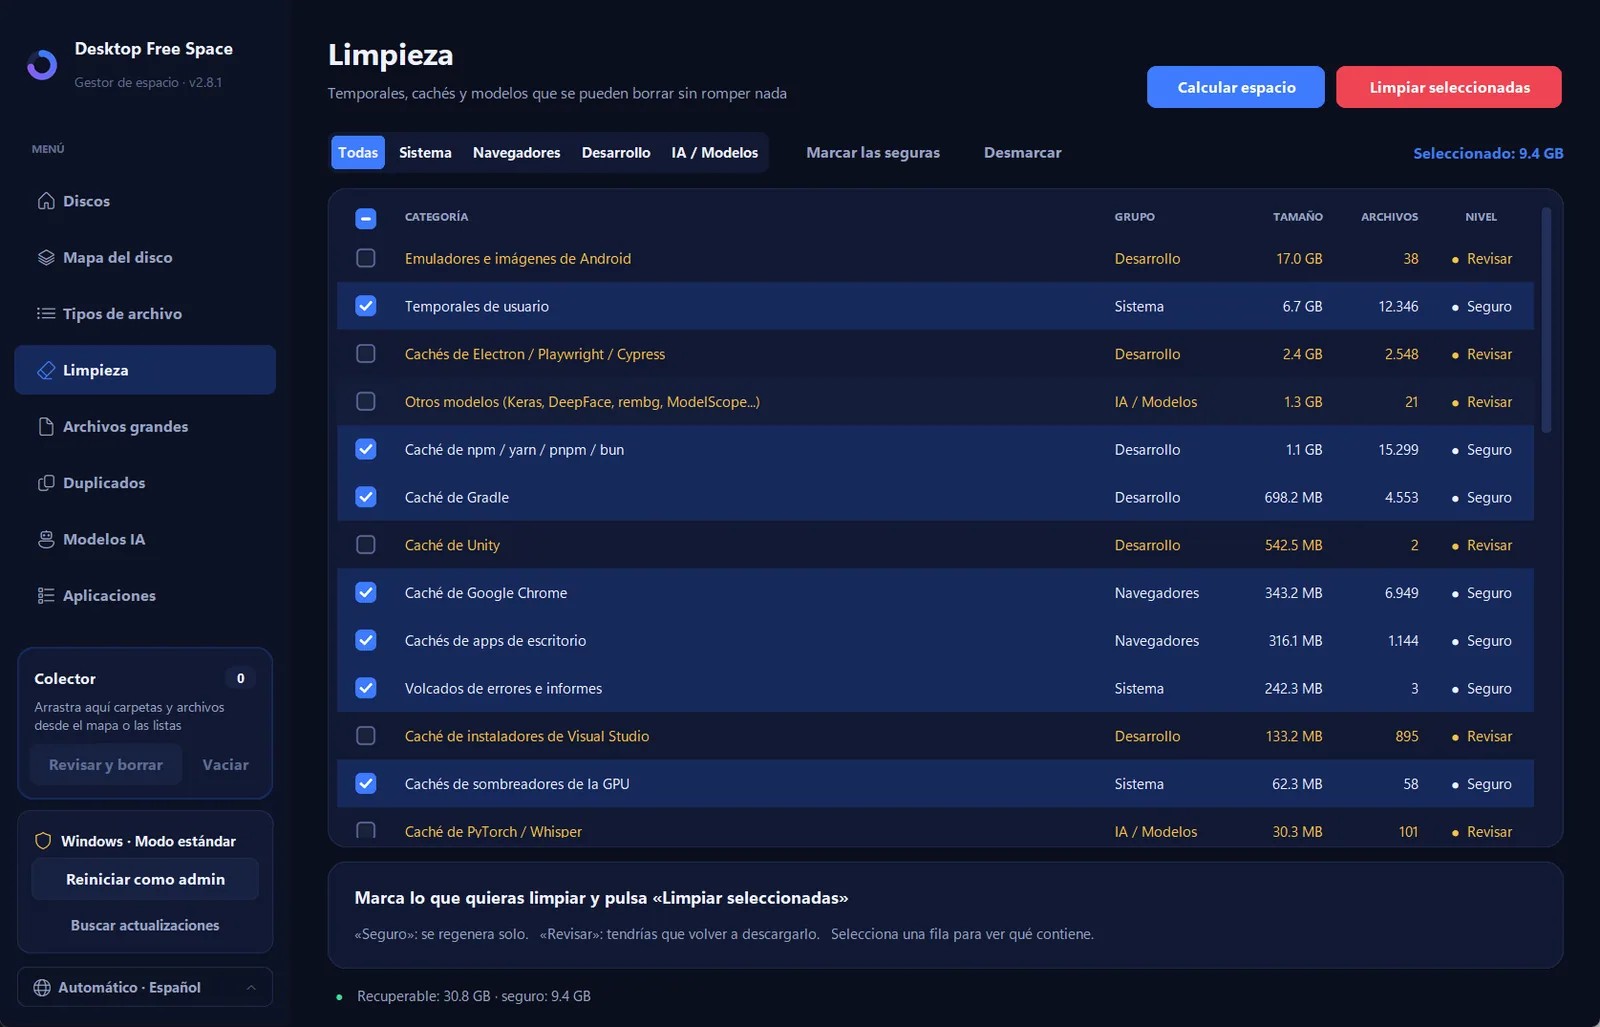 Desktop Free Space
Gestor de espacio · v2.8.1
MENÚ
Discos
Mapa del disco
Tipos de archivo
Limpieza
Archivos grandes
Duplicados
Modelos IA
Aplicaciones
Colector 0
Arrastra aquí carpetas y archivos
desde el mapa o las listas
Revisar y borrar Vaciar
Windows · Modo estándar
Reiniciar como admin
Buscar actualizaciones
Automático · Español
Limpieza
Temporales, cachés y modelos que se pueden borrar sin romper nada
Calcular espacio Limpiar seleccionadas
Todas Sistema Navegadores Desarrollo IA / Modelos Marcar las seguras Desmarcar Seleccionado: 9.4 GB
CATEGORÍA GRUPO TAMAÑO ARCHIVOS NIVEL
Emuladores e imágenes de Android Desarrollo 17.0 GB 38 ● Revisar
Temporales de usuario Sistema 6.7 GB 12.346 ● Seguro
Cachés de Electron / Playwright / Cypress Desarrollo 2.4 GB 2.548 ● Revisar
Otros modelos (Keras, DeepFace, rembg, ModelScope...) IA / Modelos 1.3 GB 21 ● Revisar
Caché de npm / yarn / pnpm / bun Desarrollo 1.1 GB 15.299 ● Seguro
Caché de Gradle Desarrollo 698.2 MB 4.553 ● Seguro
Caché de Unity Desarrollo 542.5 MB 2 ● Revisar
Caché de Google Chrome Navegadores 343.2 MB 6.949 ● Seguro
Cachés de apps de escritorio Navegadores 316.1 MB 1.144 ● Seguro
Volcados de errores e informes Sistema 242.3 MB 3 ● Seguro
Caché de instaladores de Visual Studio Desarrollo 133.2 MB 895 ● Revisar
Cachés de sombreadores de la GPU Sistema 62.3 MB 58 ● Seguro
Caché de PyTorch / Whisper IA / Modelos 30.3 MB 101 ● Revisar
Marca lo que quieras limpiar y pulsa «Limpiar seleccionadas»
«Seguro»: se regenera solo. «Revisar»: tendrías que volver a descargarlo. Selecciona una fila para ver qué contiene.
● Recuperable: 30.8 GB · seguro: 9.4 GB